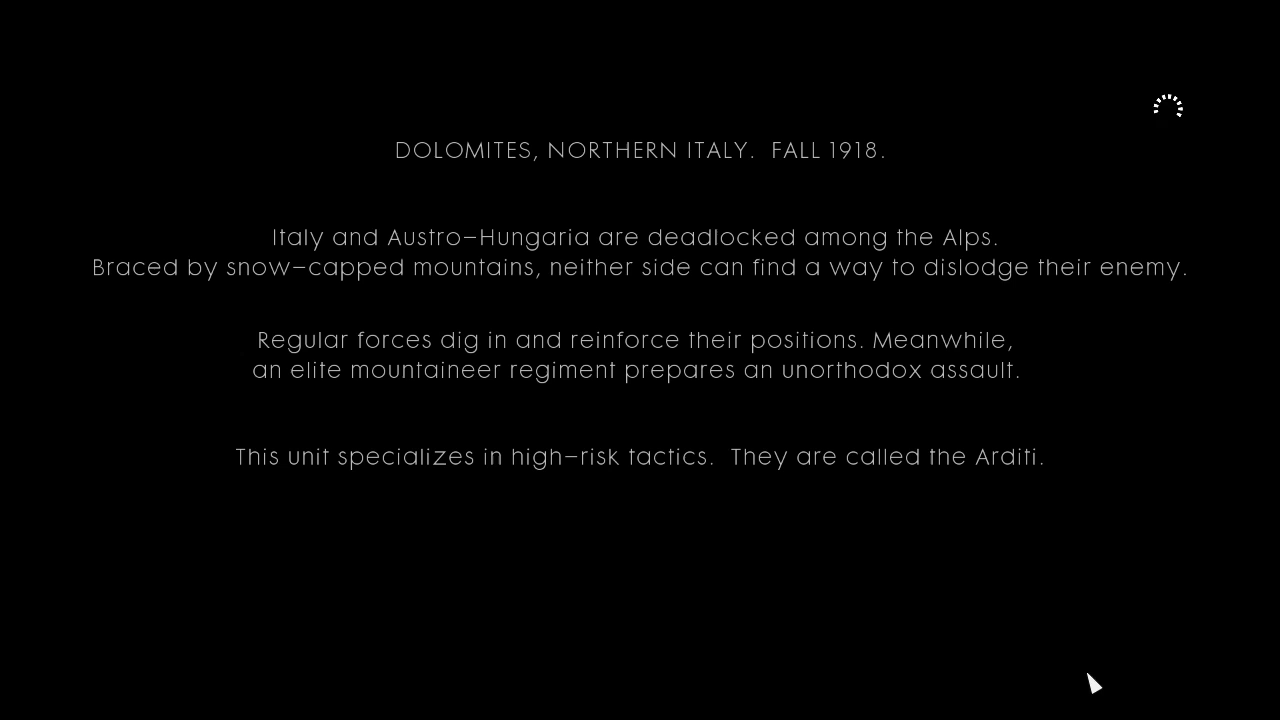 DOLOMITES, NORTHERN ITALY.  FALL 1918.
Italy and Austro-Hungaria are deadlocked among the Alps.
Braced by snow-capped mountains, neither side can find a way to dislodge their enemy.
Regular forces dig in and reinforce their positions. Meanwhile,
an elite mountaineer regiment prepares an unorthodox assault.
This unit specializes in high-risk tactics.  They are called the Arditi.